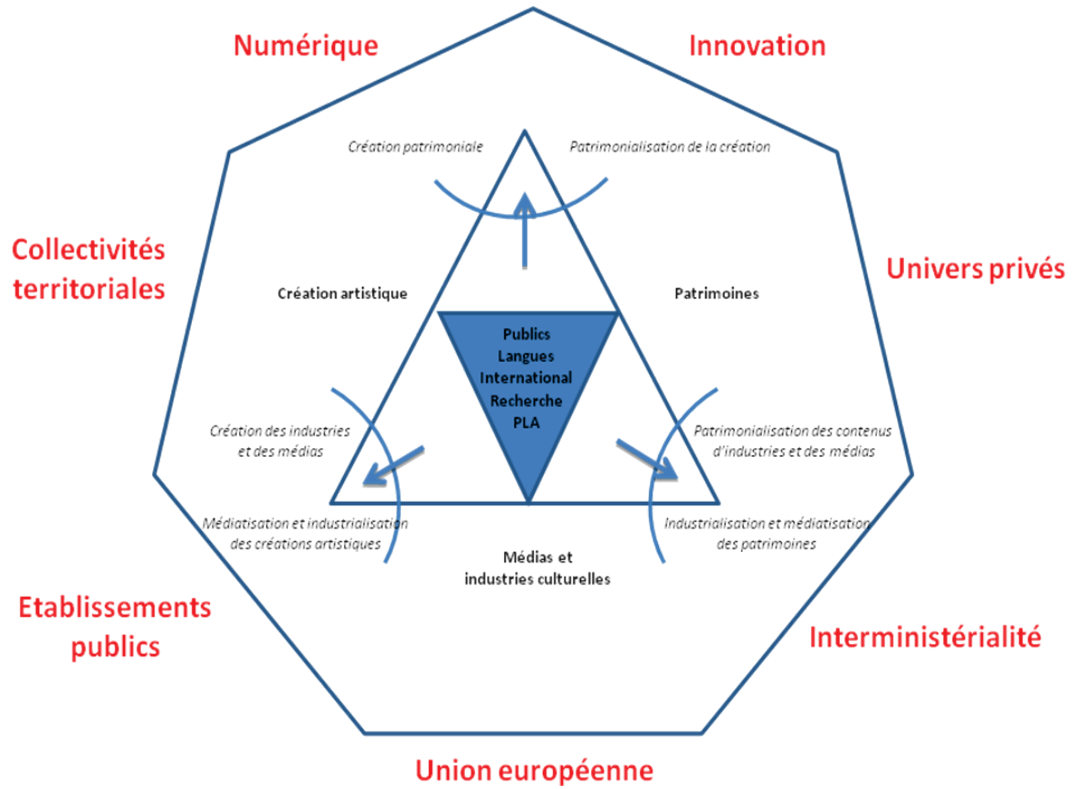 Numérique
Innovation
Création patrimoniale
Patrimonialisation de la création
Collectivités
territoriales
Univers privés
Création artistique
Patrimoines
Publics
Langues
International
Recherche
PLA
Création des industries
et des médias
Patrimonialisation des contenus
d'industries et des médias
Médiatisation et industrialisation
des créations artistiques
Industrialisation et médiatisation
des patrimoines
Médias et
industries culturelles
Etablissements
publics
Interministérialité
Union européenne